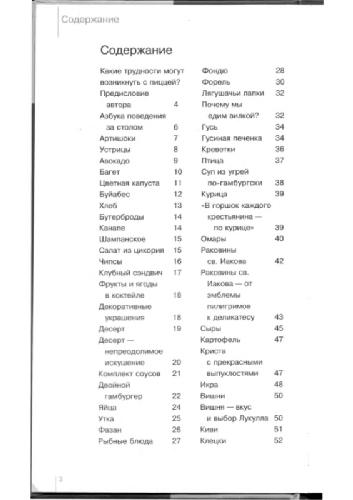 Содержание
Содержание
Какие трудности могут
возникнуть с пищей?
Предисловие
автора 4
Азбука поведения
за столом 6
Артишоки 7
Устрицы 8
Авокадо 9
Багет 10
Цветная капуста 11
Буйабес 12
Хлеб 13
Бутерброды 14
Канапе 14
Шампанское 15
Салат из цикория 15
Чипсы 16
Клубный сэндвич 17
Фрукты и ягоды
в коктейле 18
Декоративные
украшения 18
Десерт 19
Десерт —
непреодолимое
искушение 20
Комплект соусов 21
Двойной
гамбургер 22
Яйца 24
Утка 25
Фазан 26
Рыбные блюда 27
Фондю 28
Форель 30
Лягушачьи лапки 32
Почему мы
едим вилкой? 32
Гусь 34
Гусиная печенка 34
Креветки 36
Птица 37
Суп из угрей
по-гамбургски 38
Курица 39
«В горшок каждого
крестьянина —
по курице» 39
Омары 40
Раковины
св. Иакова 42
Раковины св.
Иакова — от
эмблемы
пилигримов
к деликатесу 43
Сыры 45
Картофель 47
Криста
с прекрасными
выпуклостями 47
Икра 48
Вишни 50
Вишня — вкус
и выбор Лукулла 50
Киви 51
Клецки 52